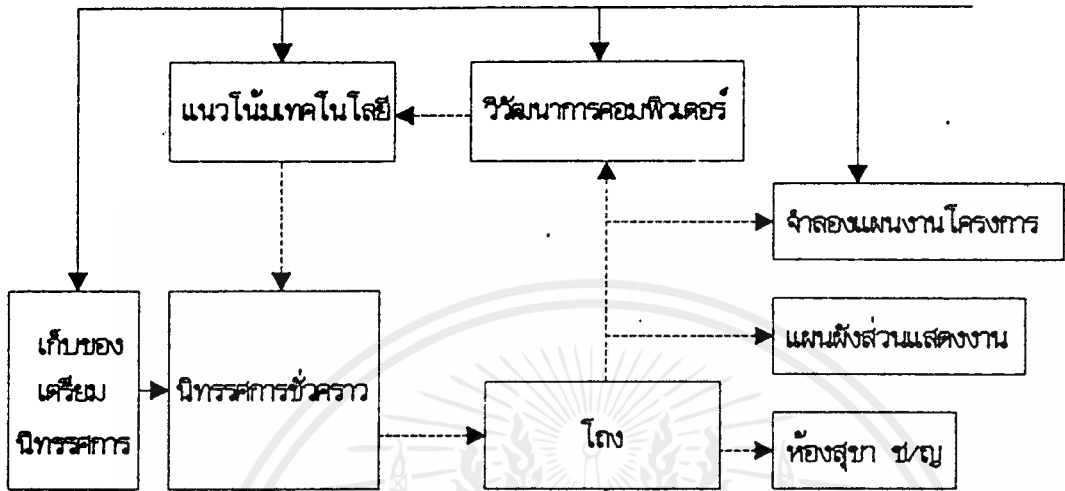 แนวโน้มเทคโนโลยี
วิวัฒนาการคอมพิวเตอร์
จำลองแผนงานโครงการ
เก็บของ
เตรียม
นิทรรศการ
นิทรรศการชั่วคราว
แผนผังส่วนแสดงงาน
โถง
ห้องสุขา ช/ญ